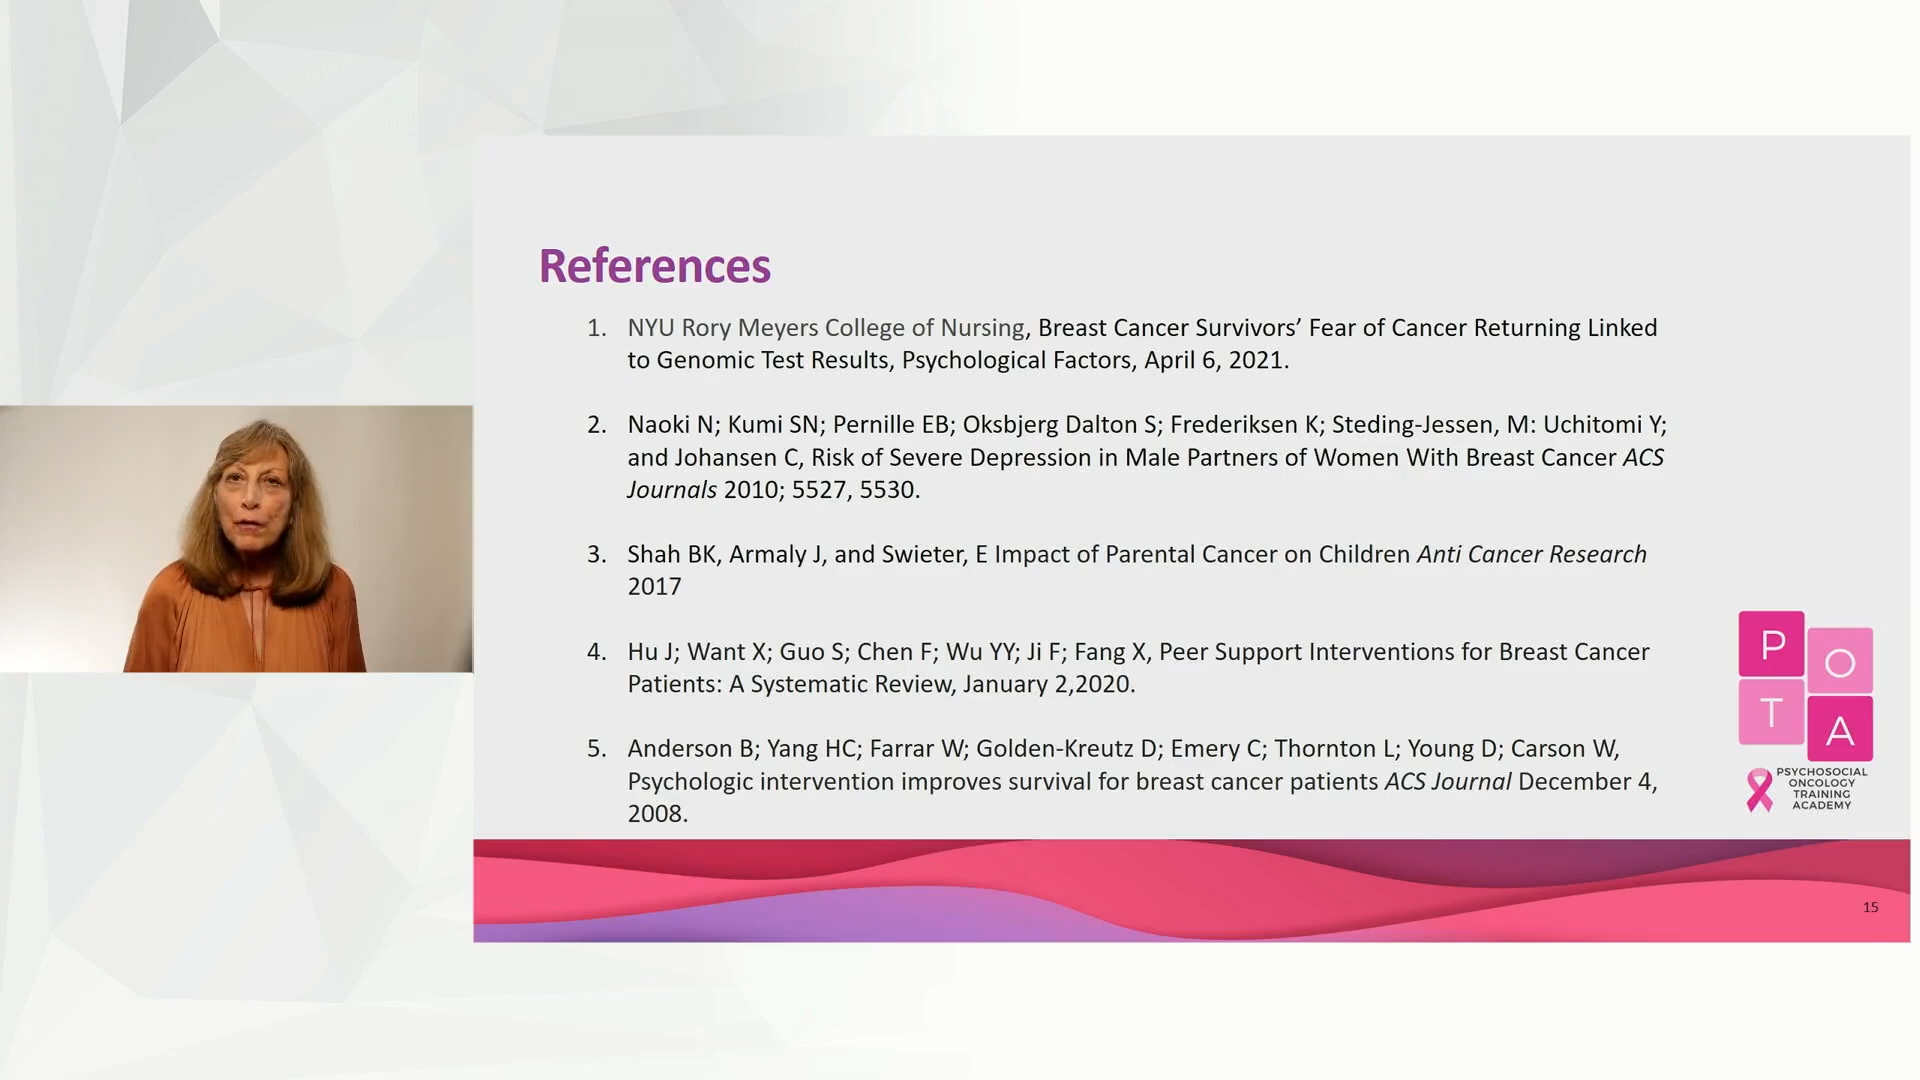 References
1. NYU Rory Meyers College of Nursing, Breast Cancer Survivors’ Fear of Cancer Returning Linked
to Genomic Test Results, Psychological Factors, April 6, 2021.
2. Naoki N; Kumi SN; Pernille EB; Oksbjerg Dalton S; Frederiksen K; Steding-Jessen, M: Uchitomi Y;
and Johansen C, Risk of Severe Depression in Male Partners of Women With Breast Cancer ACS
Journals 2010; 5527, 5530.
3. Shah BK, Armaly J, and Swieter, E Impact of Parental Cancer on Children Anti Cancer Research
2017
4. Hu J; Want X; Guo S; Chen F; Wu YY; Ji F; Fang X, Peer Support Interventions for Breast Cancer
Patients: A Systematic Review, January 2,2020.
5. Anderson B; Yang HC; Farrar W; Golden-Kreutz D; Emery C; Thornton L; Young D; Carson W,
Psychologic intervention improves survival for breast cancer patients ACS Journal December 4,
2008.
P O
T A
PSYCHOSOCIAL
ONCOLOGY
TRAINING
ACADEMY
15